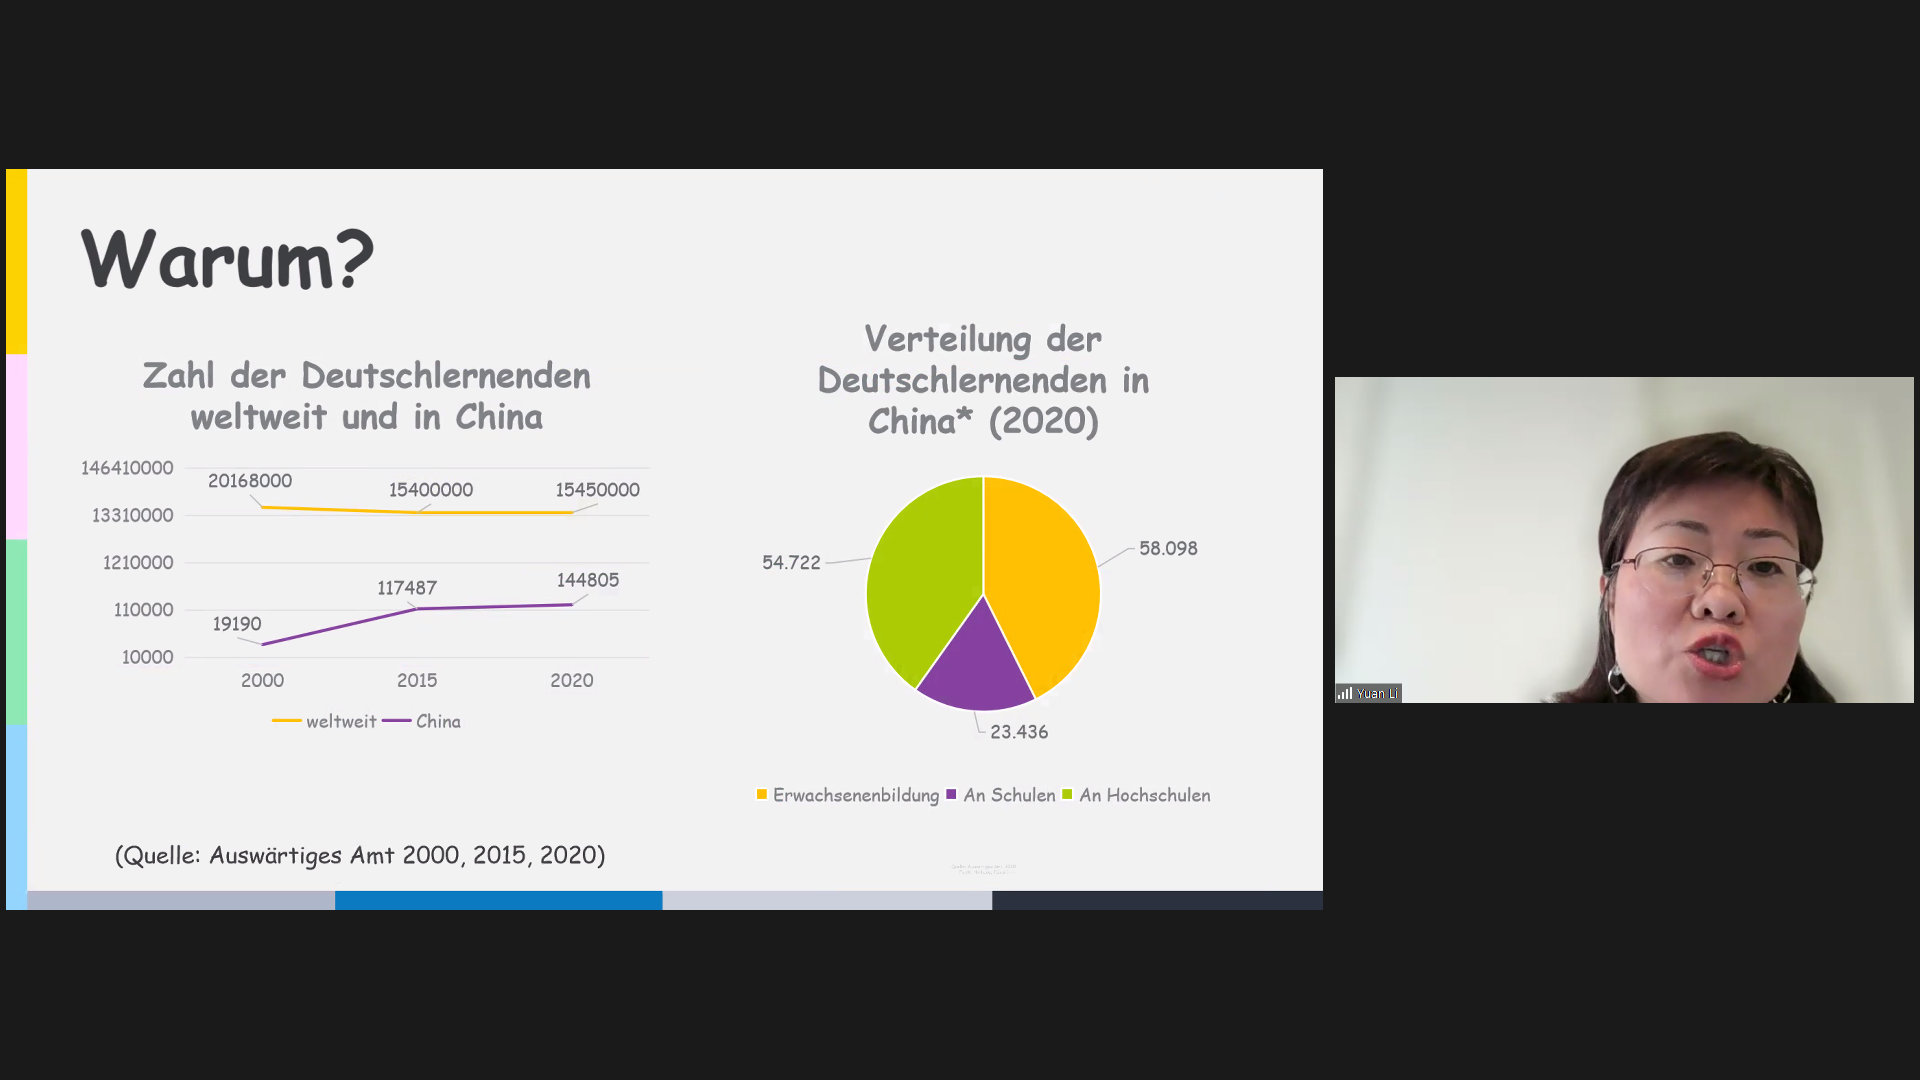 Warum?
Zahl der Deutschlernenden
weltweit und in China
146410000
13310000
1210000
110000
10000
20168000
15400000
15450000
19190
117487
144805
2000
2015
2020
weltweit
China
(Quelle: Auswärtiges Amt 2000, 2015, 2020)
Verteilung der
Deutschlernenden in
China* (2020)
54.722
58.098
23.436
Erwachsenenbildung
An Schulen
An Hochschulen
Yuan Li